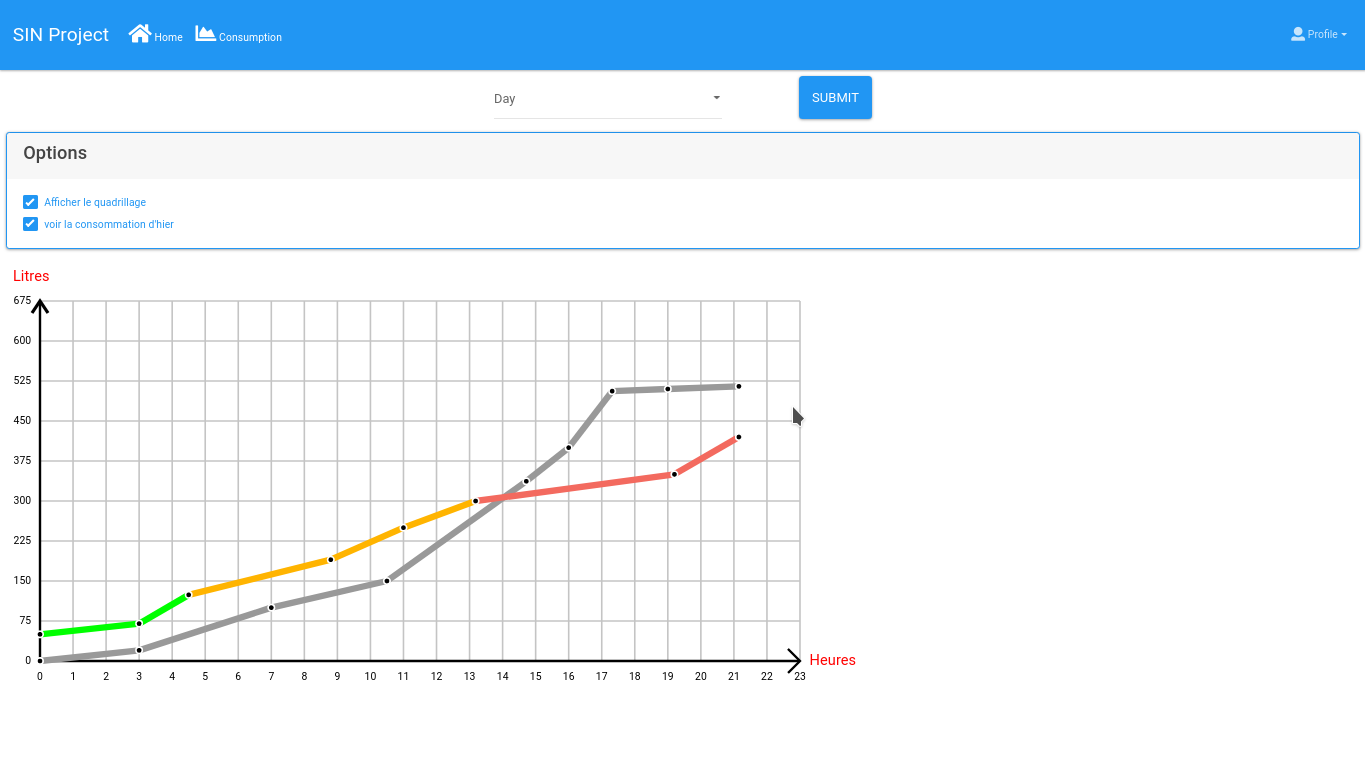 SIN Project Home Consumption Profile
Day SUBMIT
Options
Afficher le quadrillage
voir la consommation d'hier
Litres
675
600
525
450
375
300
225
150
75
0
Heures
0 1 2 3 4 5 6 7 8 9 10 11 12 13 14 15 16 17 18 19 20 21 22 23